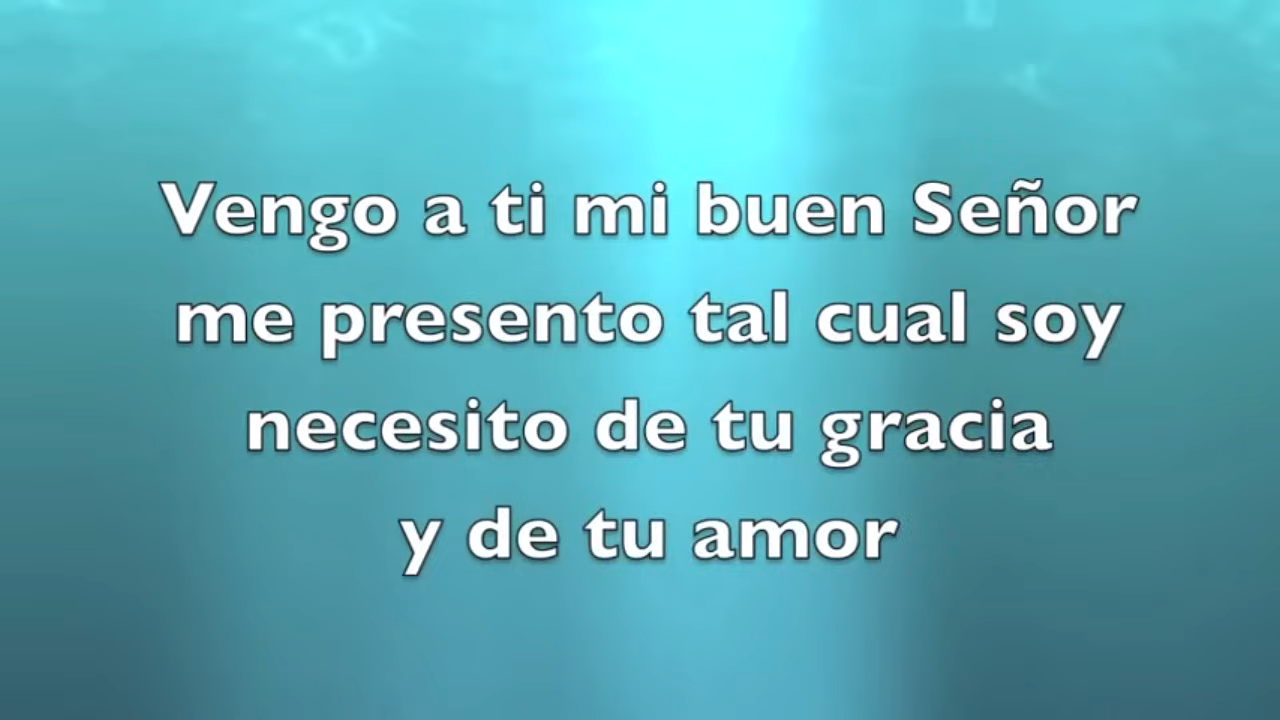 Vengo a ti mi buen Señor
me presento tal cual soy
necesito de tu gracia
y de tu amor